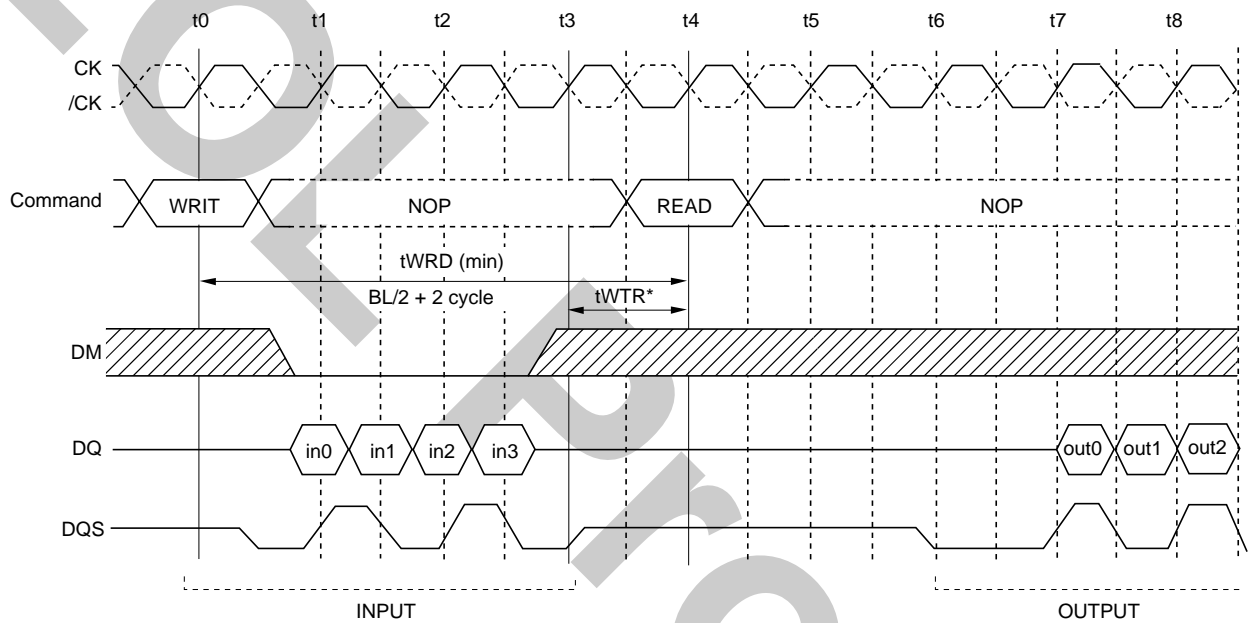 t0 t1 t2 t3 t4 t5 t6 t7 t8
CK
/CK
Command WRIT NOP READ NOP
tWRD (min)
BL/2 + 2 cycle tWTR*
DM
DQ in0 in1 in2 in3 out0 out1 out2
DQS
INPUT OUTPUT